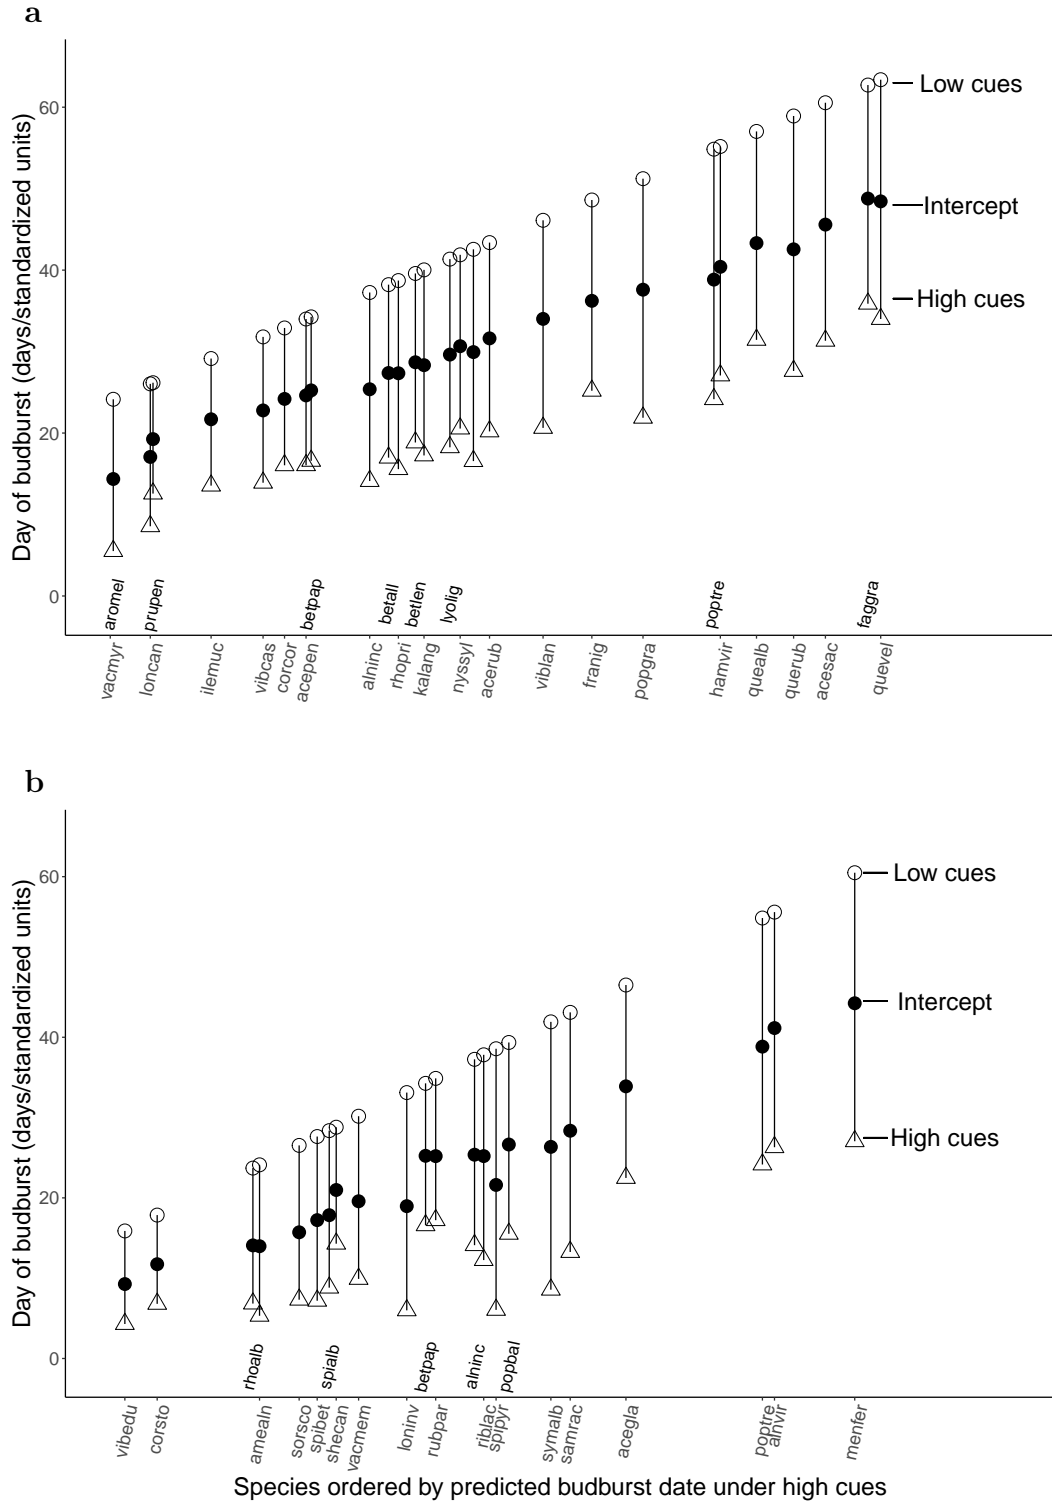 a
Day of budburst (days/standardized units)
60
40
20
0
Low cues
Intercept
High cues
aromel
prupen
betpap
betall
betlen
lyolig
poptre
faggra
vacmyr
loncan
ilemuc
vibcas
corcor
acepen
alninc
rhopri
kalang
nyssyl
acerub
viblan
franig
popgra
hamvir
quealb
querub
acesac
quevel
b
Day of budburst (days/standardized units)
60
40
20
0
Low cues
Intercept
High cues
rhoalb
spialb
betpap
alninc
popbal
vibedu
corsto
amealn
sorsco
spibet
shecan
vacmem
loninv
rubpar
riblac
spipyr
symalb
samrac
acegla
poptre
alnvir
menfer
Species ordered by predicted budburst date under high cues